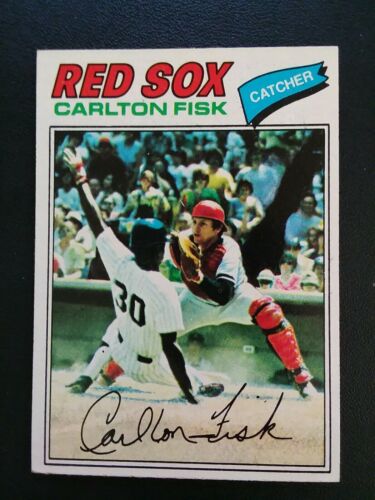 RED SOX
CARLTON FISK
CATCHER
30
Carlton Fisk